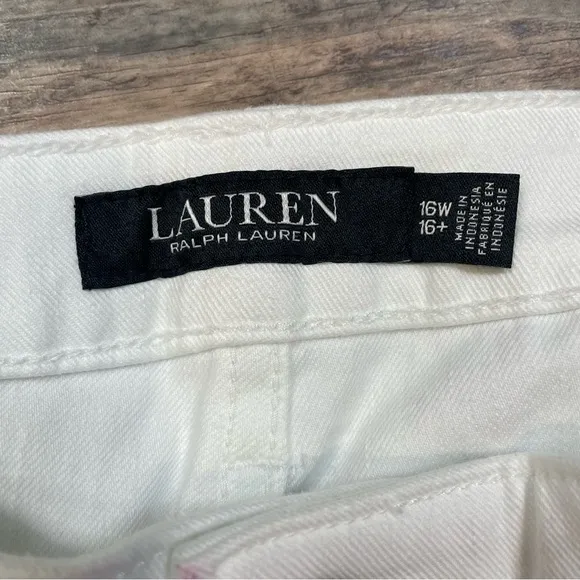 LAUREN
RALPH LAUREN
16W
16+
MADE IN
INDONESIA
FABRIQUÉ EN
INDONÉSIE